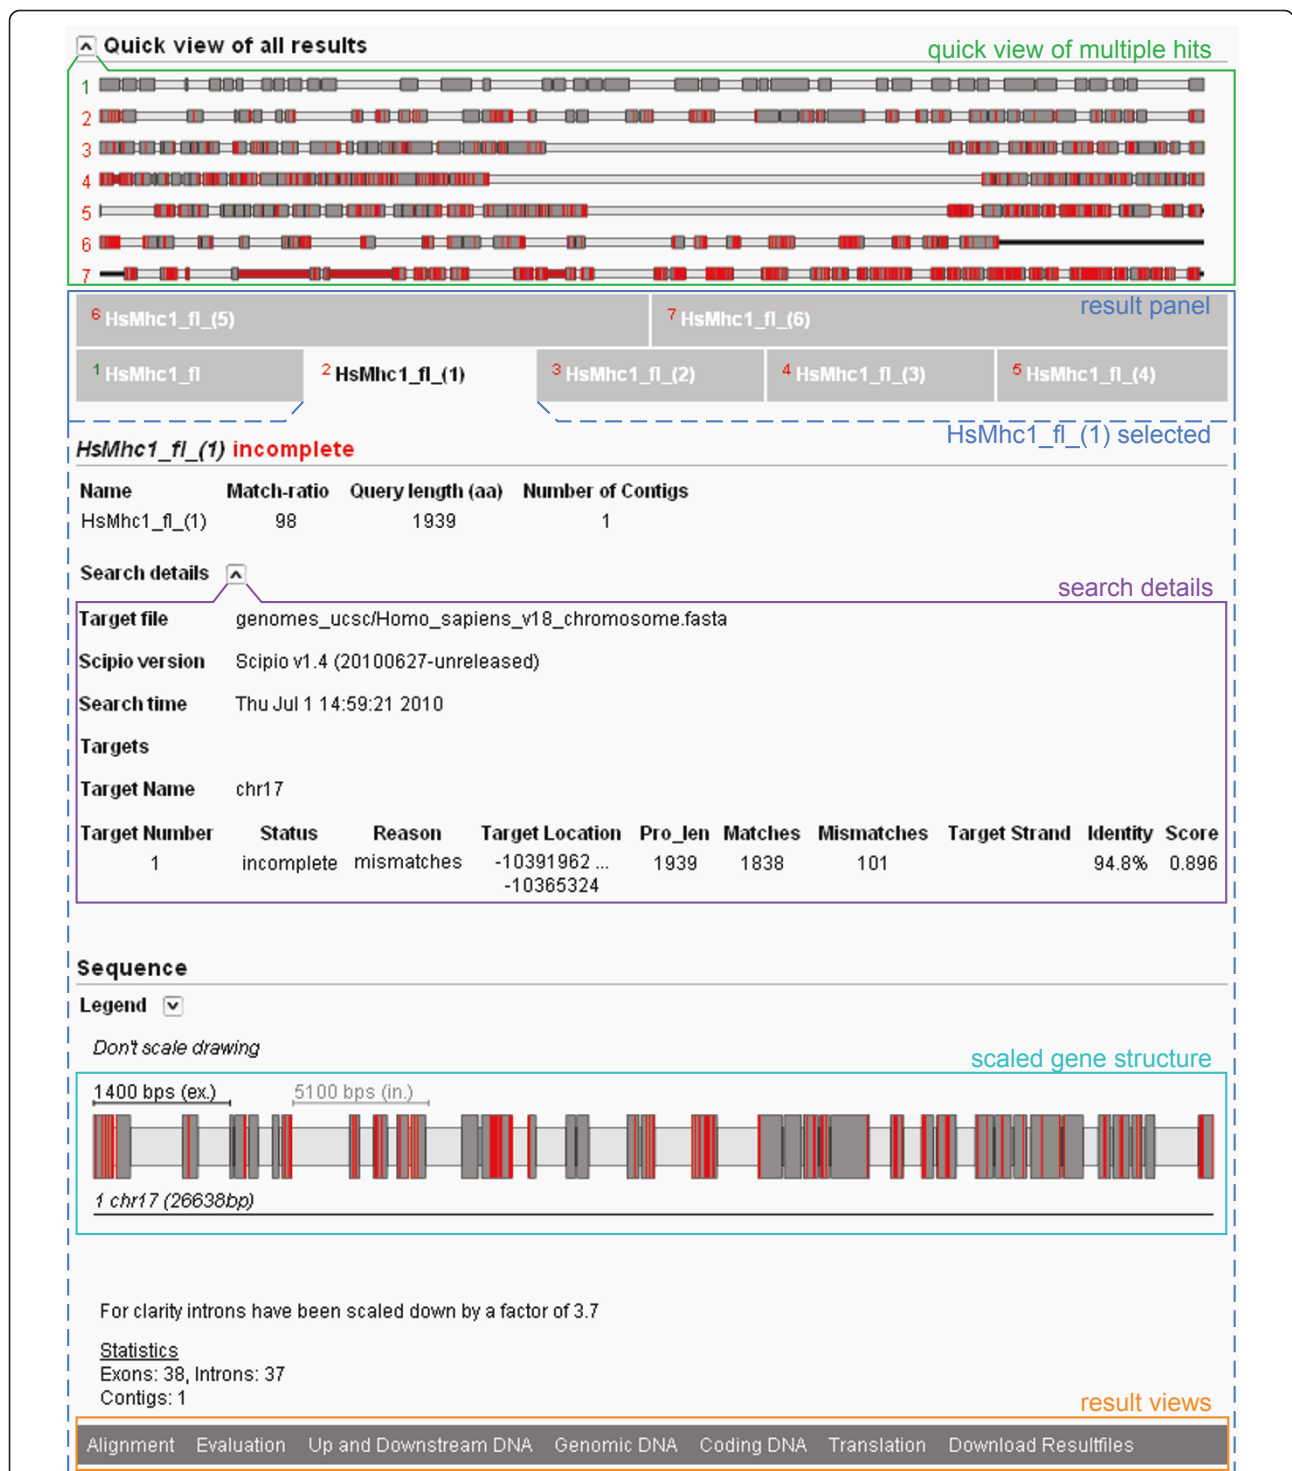 Quick view of all results
quick view of multiple hits
1
2
3
4
5
6
7
result panel
6 HsMhc1_fl_(5)
7 HsMhc1_fl_(6)
1 HsMhc1_fl
2 HsMhc1_fl_(1)
3 HsMhc1_fl_(2)
4 HsMhc1_fl_(3)
5 HsMhc1_fl_(4)
HsMhc1_fl_(1) selected
HsMhc1_fl_(1) incomplete
Name Match-ratio Query length (aa) Number of Contigs
HsMhc1_fl_(1) 98 1939 1
Search details
search details
Target file genomes_ucsc/Homo_sapiens_v18_chromosome.fasta
Scipio version Scipio v1.4 (20100627-unreleased)
Search time Thu Jul 1 14:59:21 2010
Targets
Target Name chr17
Target Number Status Reason Target Location Pro_len Matches Mismatches Target Strand Identity Score
1 incomplete mismatches -10391962 ... 1939 1838 101 94.8% 0.896
-10365324
Sequence
Legend
Don't scale drawing
scaled gene structure
1400 bps (ex.) 5100 bps (in.)
1 chr17 (26638bp)
For clarity introns have been scaled down by a factor of 3.7
Statistics
Exons: 38, Introns: 37
Contigs: 1
result views
Alignment Evaluation Up and Downstream DNA Genomic DNA Coding DNA Translation Download Resultfiles